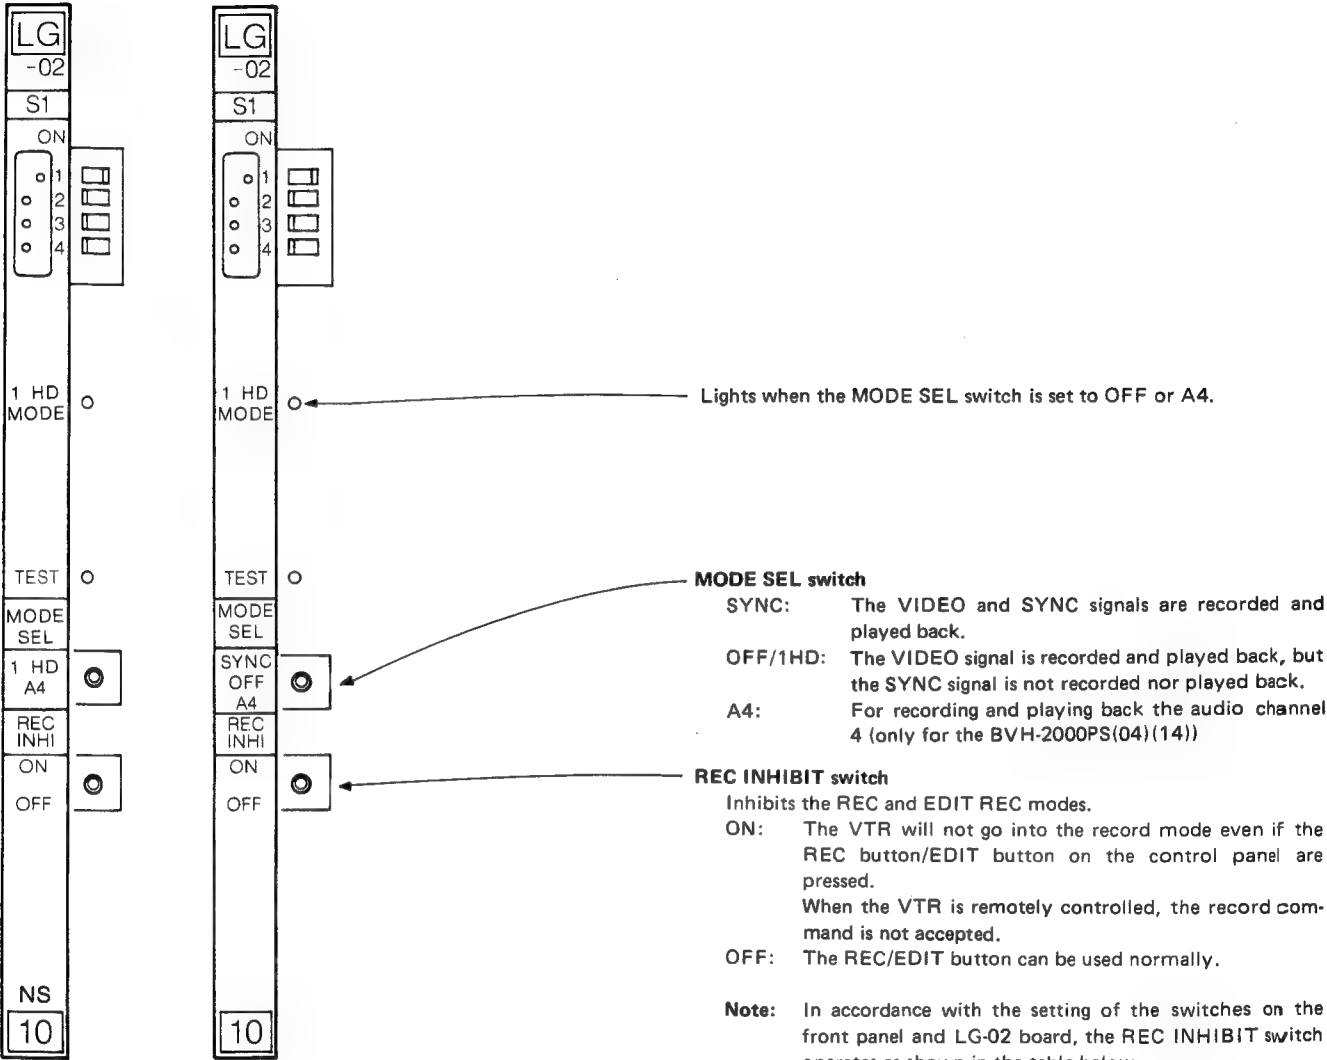 LG
-02
S1
ON
1
2
3
4
1 HD
MODE
TEST
MODE
SEL
1 HD
A4
REC
INHI
ON
OFF
NS
10
LG
-02
S1
ON
1
2
3
4
1 HD
MODE
TEST
MODE
SEL
SYNC
OFF
A4
REC
INHI
ON
OFF
10
Lights when the MODE SEL switch is set to OFF or A4.
MODE SEL switch
SYNC: The VIDEO and SYNC signals are recorded and
played back.
OFF/1HD: The VIDEO signal is recorded and played back, but
the SYNC signal is not recorded nor played back.
A4: For recording and playing back the audio channel
4 (only for the BVH-2000PS(04)(14))
REC INHIBIT switch
Inhibits the REC and EDIT REC modes.
ON: The VTR will not go into the record mode even if the
REC button/EDIT button on the control panel are
pressed.
When the VTR is remotely controlled, the record com-
mand is not accepted.
OFF: The REC/EDIT button can be used normally.
Note: In accordance with the setting of the switches on the
front panel and LG-02 board, the REC INHIBIT switch